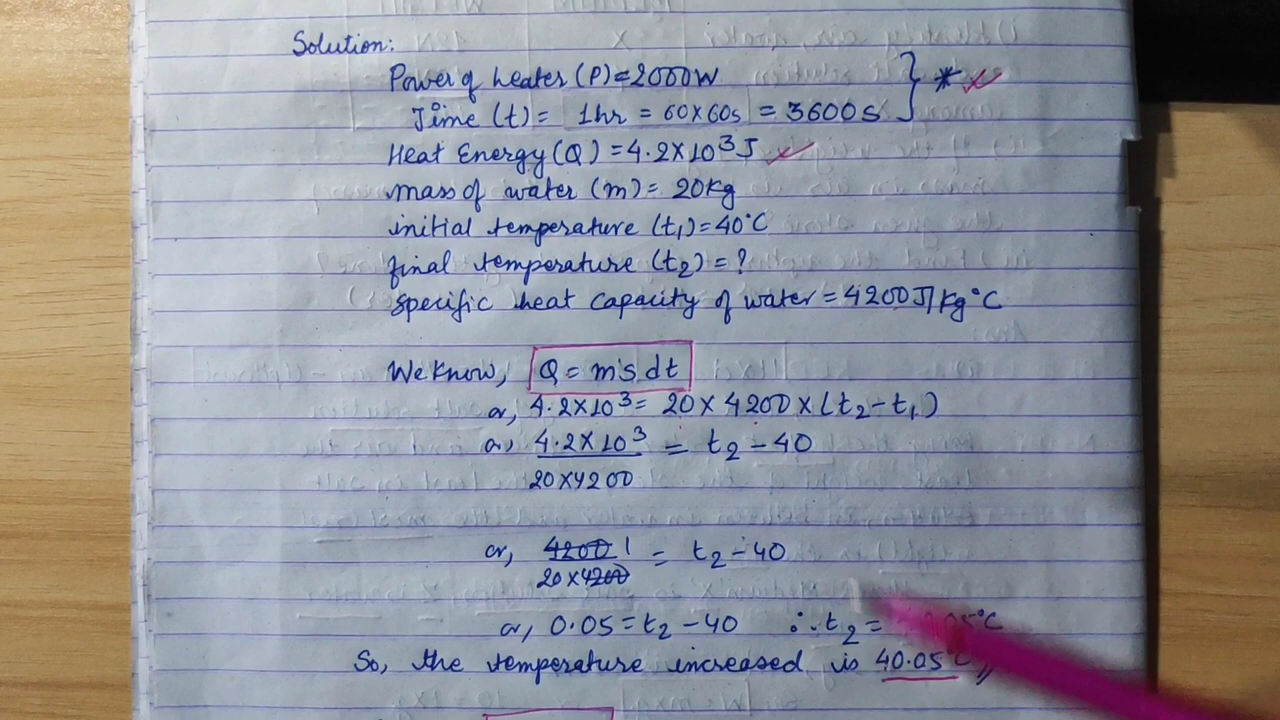 Solution:
Power of heater (P) = 2000W
Time (t) = 1hr = 60×60s = 3600s } * ✓
Heat Energy (Q) = 4.2×10³J ✓
mass of water (m) = 20kg
initial temperature (t₁) = 40°C
final temperature (t₂) = ?
specific heat capacity of water = 4200J/kg°C
We know, Q = msdt
or, 4.2×10³ = 20×4200×(t₂-t₁)
or, 4.2×10³ / 20×4200 = t₂-40
or, 4200 1 / 20×4200 = t₂-40
or, 0.05 = t₂-40 ∴ t₂ =
So, the temperature increased is 40.05°C